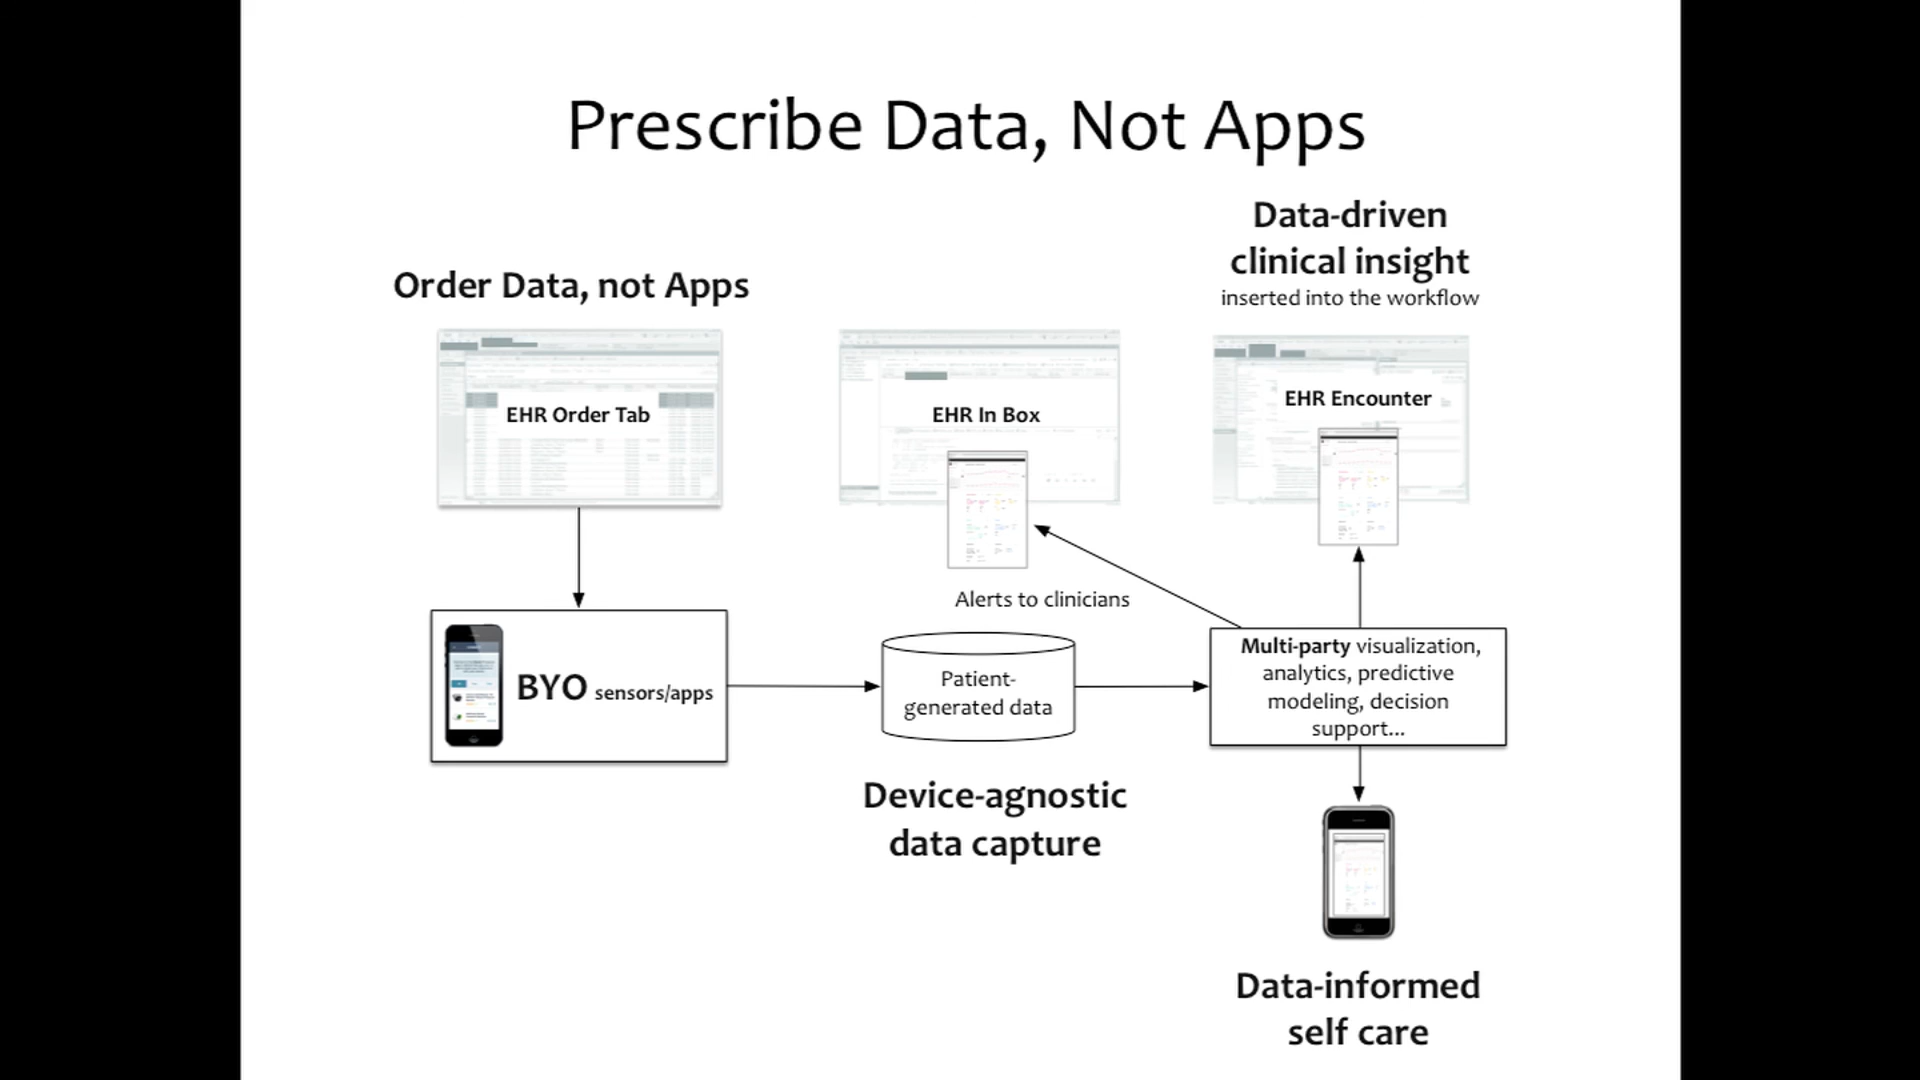 Prescribe Data, Not Apps
Order Data, not Apps
EHR Order Tab
BYO sensors/apps
EHR In Box
Alerts to clinicians
Patient-
generated data
Device-agnostic
data capture
Data-driven
clinical insight
inserted into the workflow
EHR Encounter
Multi-party visualization,
analytics, predictive
modeling, decision
support...
Data-informed
self care